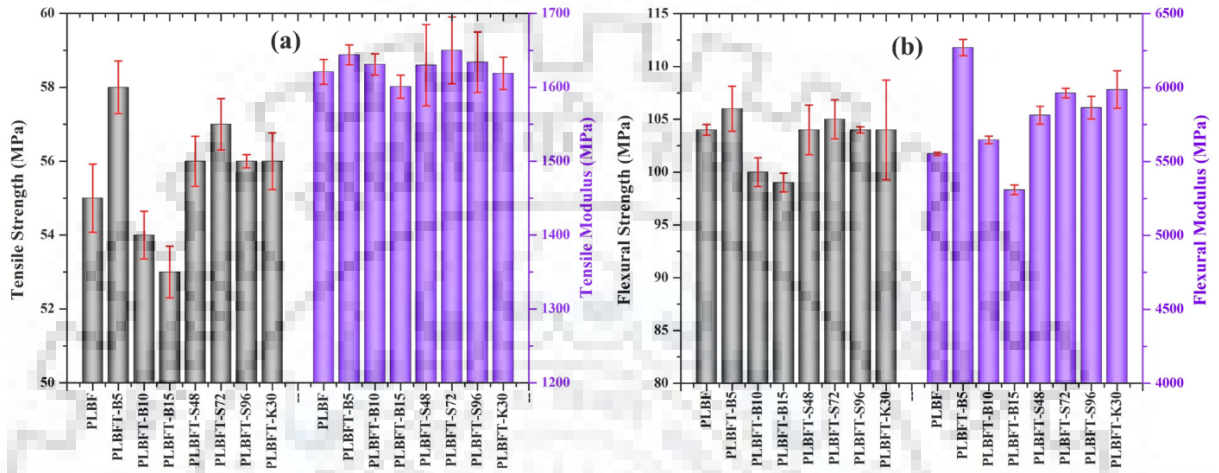 (a)
Tensile Strength (MPa)
60
58
56
54
52
50
Tensile Modulus (MPa)
1700
1600
1500
1400
1300
1200
PLBF
PLBFT-B5
PLBFT-B10
PLBFT-B15
PLBFT-S48
PLBFT-S72
PLBFT-S96
PLBFT-K30
--
PLBF
PLBFT-B5
PLBFT-B10
PLBFT-B15
PLBFT-S48
PLBFT-S72
PLBFT-S96
PLBFT-K30
--
(b)
Flexural Strength (MPa)
115
110
105
100
95
90
85
80
Flexural Modulus (MPa)
6500
6000
5500
5000
4500
4000
PLBF
PLBFT-B5
PLBFT-B10
PLBFT-B15
PLBFT-S48
PLBFT-S72
PLBFT-S96
PLBFT-K30
--
PLBF
PLBFT-B5
PLBFT-B10
PLBFT-B15
PLBFT-S48
PLBFT-S72
PLBFT-S96
PLBFT-K30
--